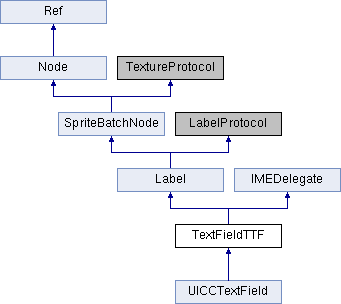 Ref
Node
TextureProtocol
SpriteBatchNode
LabelProtocol
Label
IMEDelegate
TextFieldTTF
UICCTextField